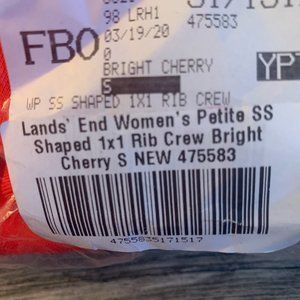 98 LRH1
475583
FBO
03/19/20
0
BRIGHT CHERRY
S
YP
WP SS SHAPED 1X1 RIB CREW
Lands' End Women's Petite SS
Shaped 1x1 Rib Crew Bright
Cherry S NEW 475583
4755835171517